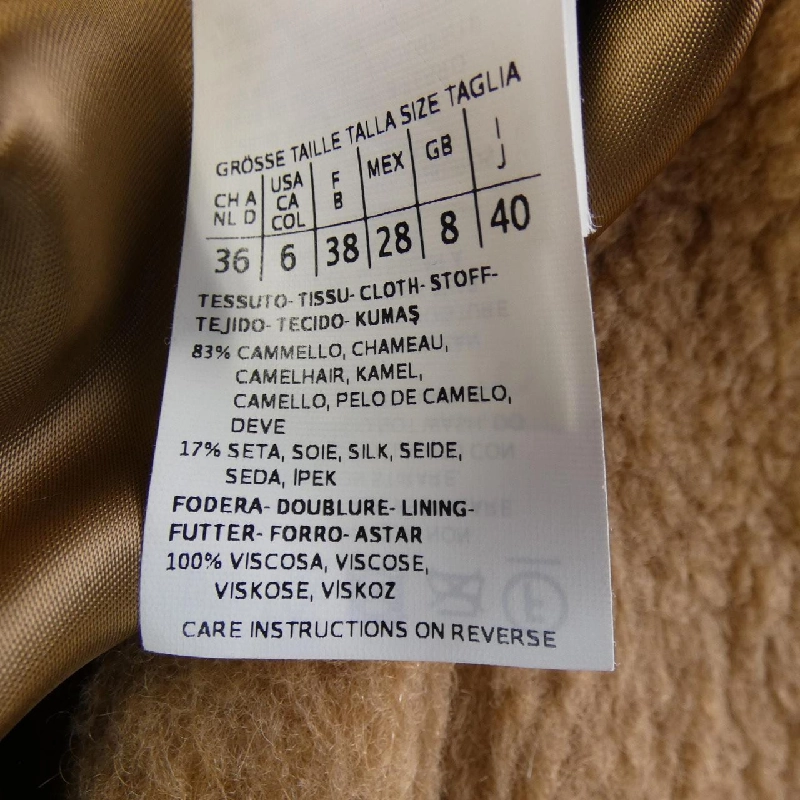 GRÖSSE TAILLE TALLA SIZE TAGLIA
CH A NL D | USA CA COL | F B | MEX | GB | I J
36 | 6 | 38 | 28 | 8 | 40
TESSUTO- TISSU- CLOTH- STOFF-
TEJIDO- TECIDO- KUMAŞ
83% CAMMELLO, CHAMEAU,
CAMELHAIR, KAMEL,
CAMELLO, PELO DE CAMELO,
DEVE
17% SETA, SOIE, SILK, SEIDE,
SEDA, İPEK
FODERA- DOUBLURE- LINING-
FUTTER- FORRO- ASTAR
100% VISCOSA, VISCOSE,
VISKOSE, VİSKOZ
CARE INSTRUCTIONS ON REVERSE